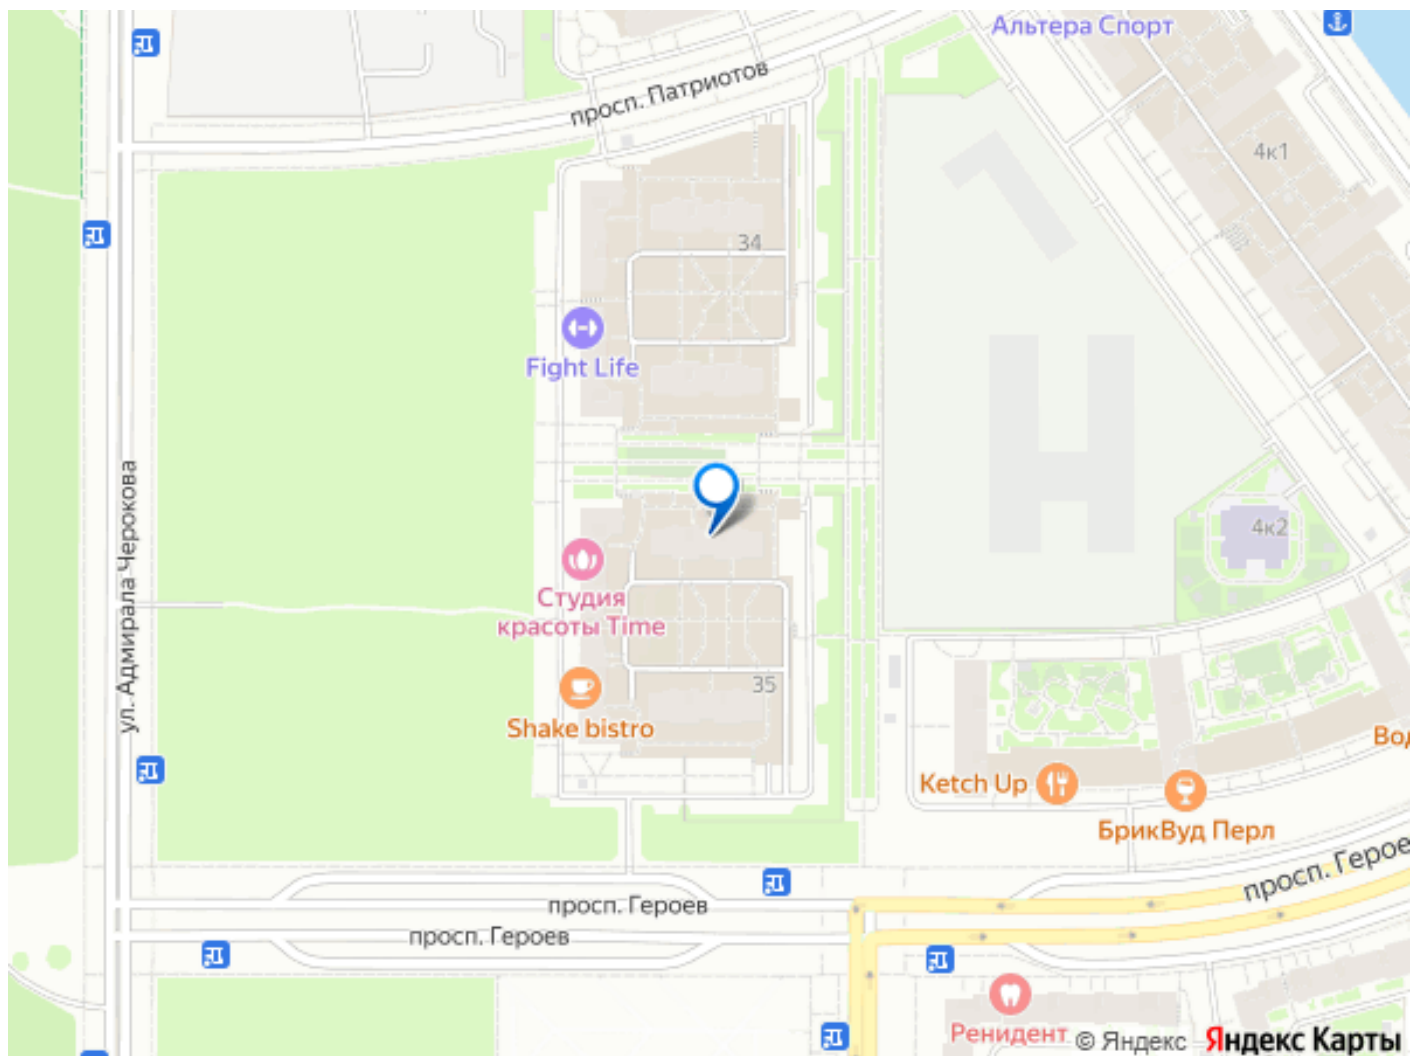 Альтера Спорт
просп. Патриотов
4к1
34
Fight Life
ул. Адмирала Черокова
4к2
Студия
красоты Time
35
Shake bistro
Ketch Up
БрикВуд Перл
просп. Герое
просп. Героев
просп. Героев
Ренидент
© Яндекс
Яндекс Карты